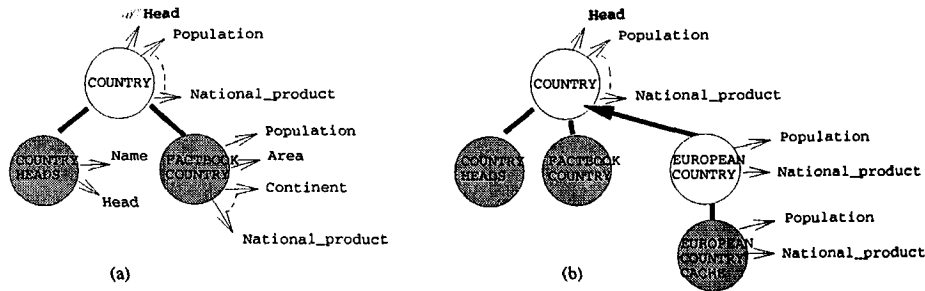 Head
Population
COUNTRY
National_product
COUNTRY
HEADS
Name
Head
FACTBOOK
COUNTRY
Population
Area
Continent
National_product
(a)
Head
Population
COUNTRY
National_product
COUNTRY
HEADS
FACTBOOK
COUNTRY
EUROPEAN
COUNTRY
Population
National_product
EUROPEAN
COUNTRY
CACHE
Population
National_product
(b)